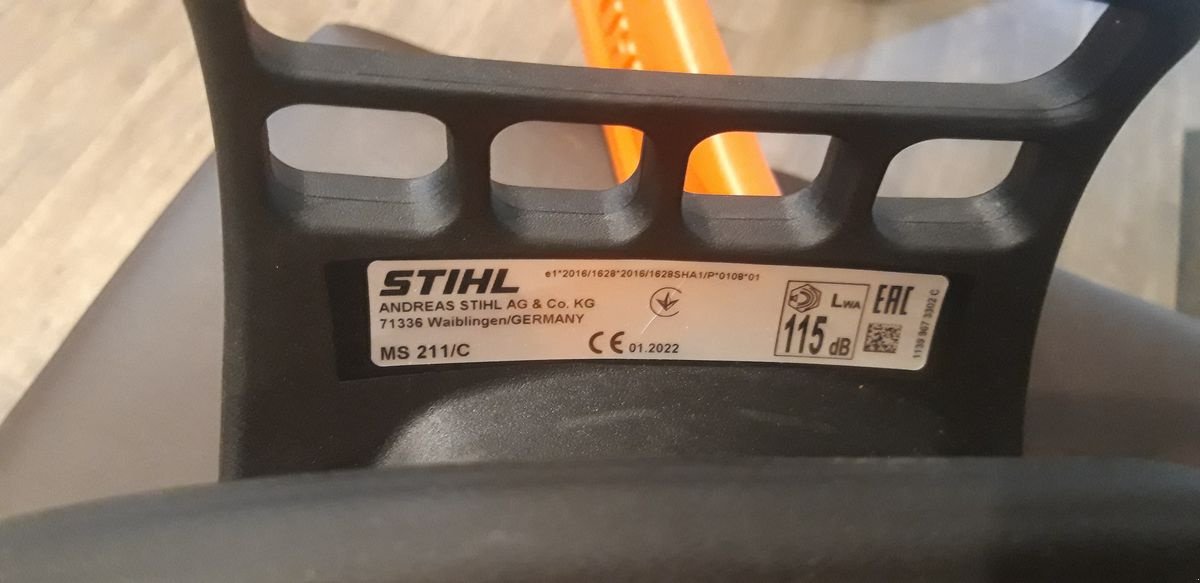 STIHL
e1*2016/1628*2016/1628SHA1/P*0108*01
ANDREAS STIHL AG & Co. KG
71336 Waiblingen/GERMANY
MS 211/C
CE 01.2022
LWA
115 dB
EAC
1139 967 3302 C